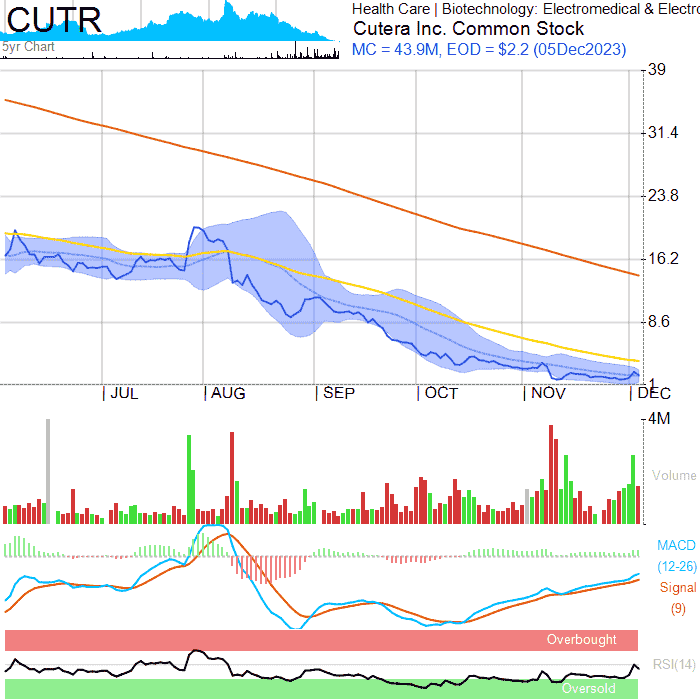 CUTR
5yr Chart
Health Care | Biotechnology: Electromedical & Electro
Cutera Inc. Common Stock
MC = 43.9M, EOD = $2.2 (05Dec2023)
39
31.4
23.8
16.2
8.6
1
JUL AUG SEP OCT NOV DEC
4M
Volume
MACD
(12-26)
Signal
(9)
Overbought
RSI(14)
Oversold